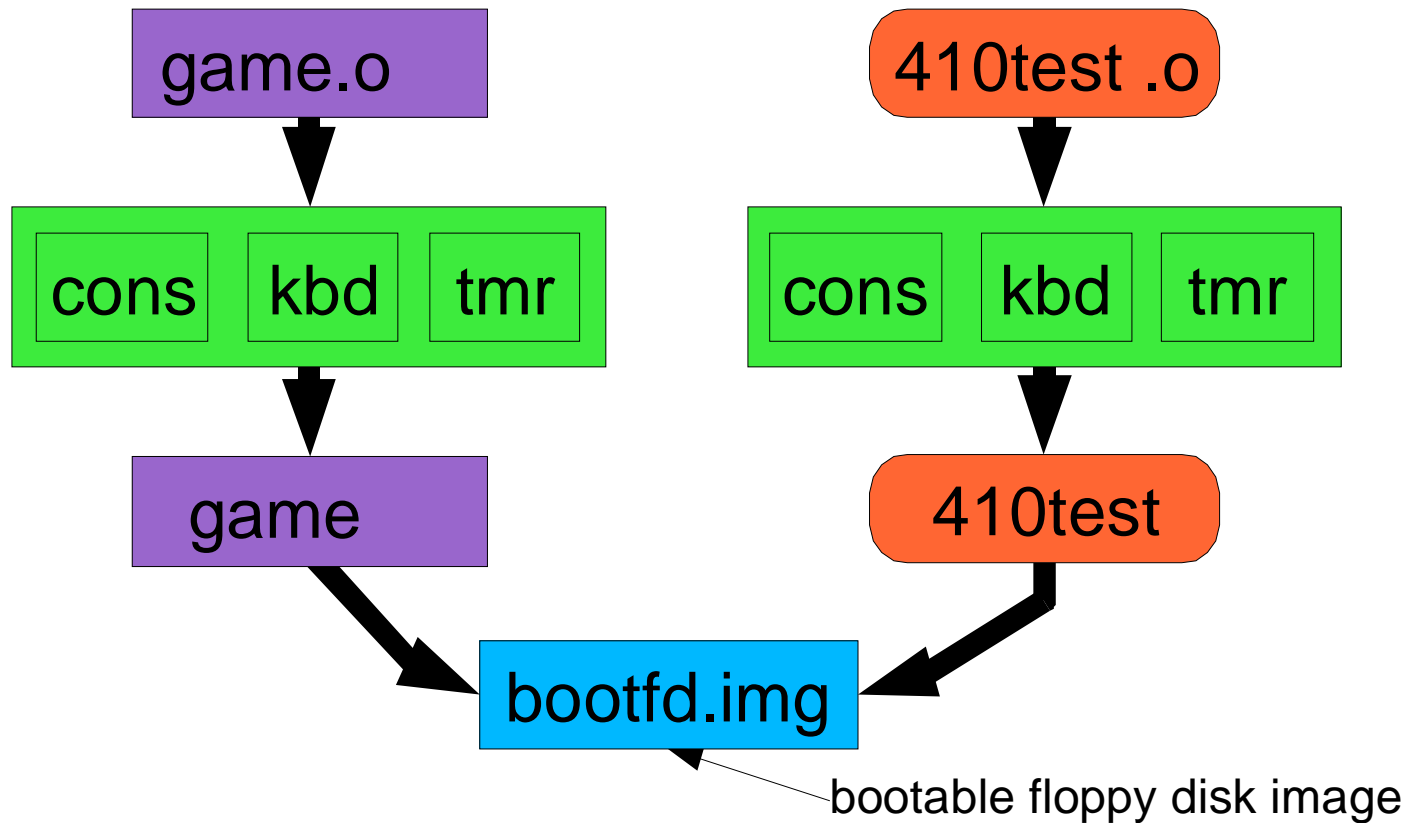 game.o
410test .o
cons kbd tmr
cons kbd tmr
game
410test
bootfd.img
bootable floppy disk image